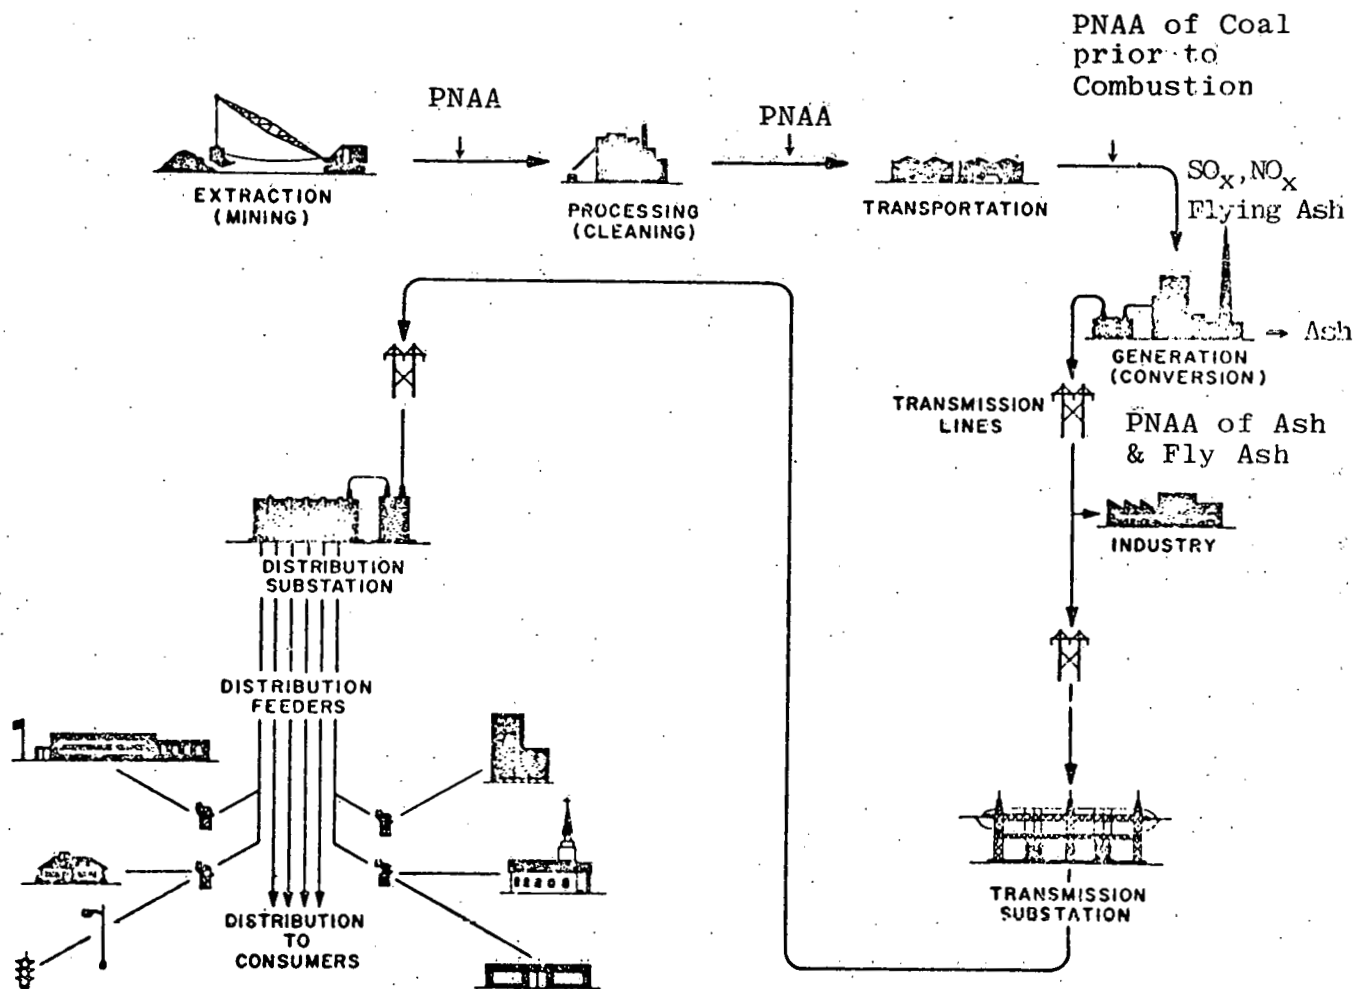 PNAA of Coal
prior to
Combustion
PNAA
PNAA
EXTRACTION
(MINING)
PROCESSING
(CLEANING)
TRANSPORTATION
SOx,NOx
Flying Ash
Ash
GENERATION
(CONVERSION)
TRANSMISSION
LINES
PNAA of Ash
& Fly Ash
INDUSTRY
TRANSMISSION
SUBSTATION
DISTRIBUTION
SUBSTATION
DISTRIBUTION
FEEDERS
DISTRIBUTION
TO
CONSUMERS